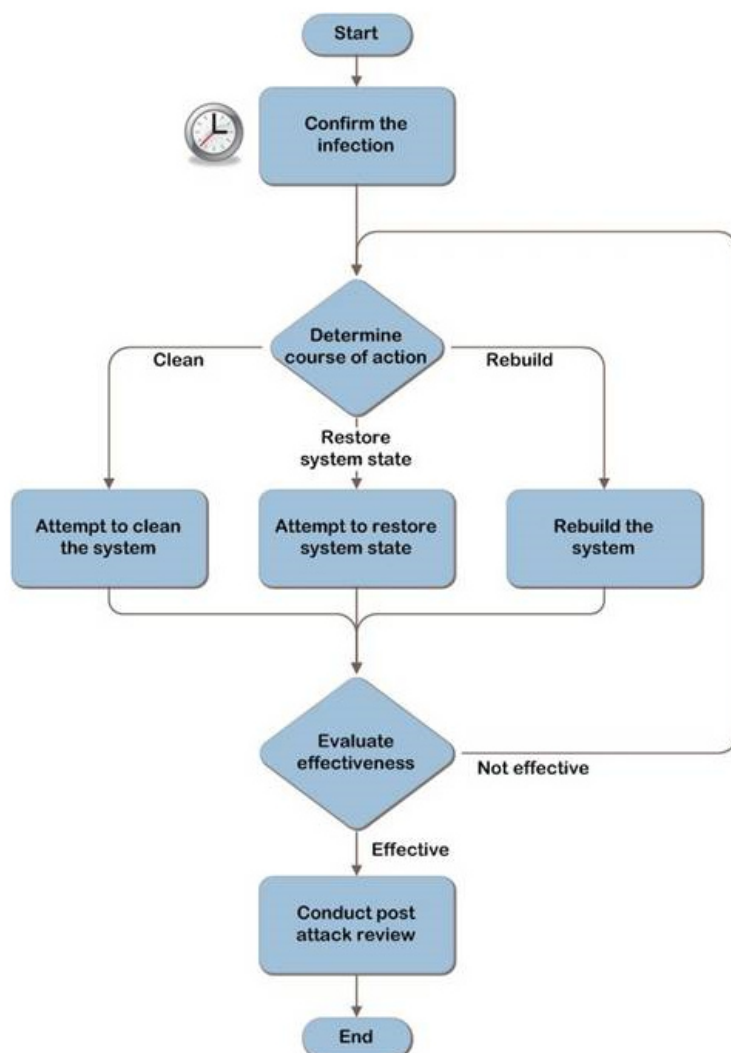 Start
Confirm the
infection
Determine
course of action
Clean
Rebuild
Restore
system state
Attempt to clean
the system
Attempt to restore
system state
Rebuild the
system
Evaluate
effectiveness
Not effective
Effective
Conduct post
attack review
End